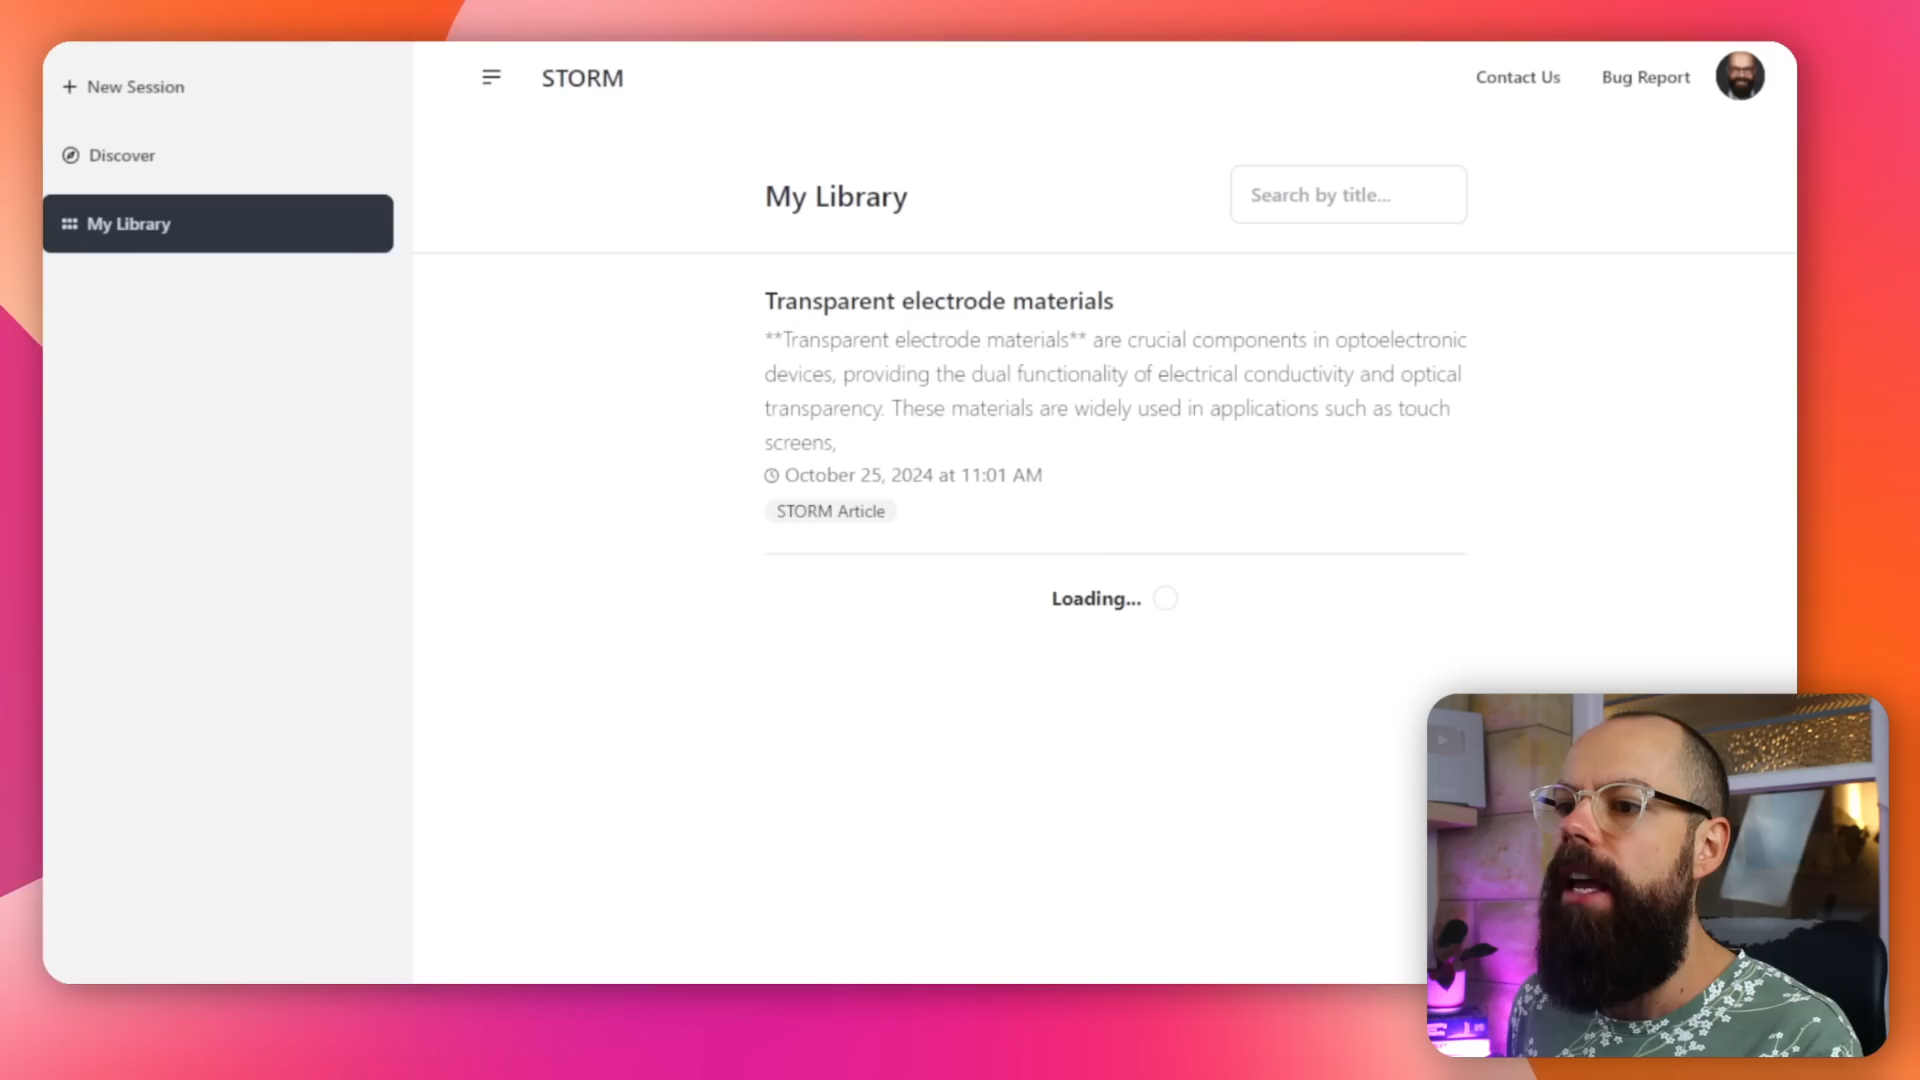 New Session
Discover
My Library
STORM
Contact Us
Bug Report
My Library
Search by title...
Transparent electrode materials
**Transparent electrode materials** are crucial components in optoelectronic
devices, providing the dual functionality of electrical conductivity and optical
transparency. These materials are widely used in applications such as touch
screens,
October 25, 2024 at 11:01 AM
STORM Article
Loading...